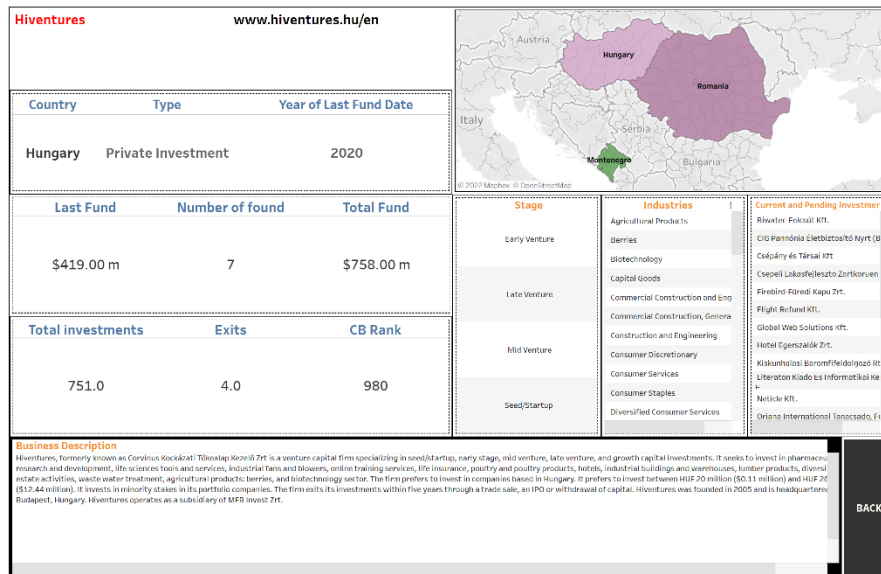 Hiventures
www.hiventures.hu/en
Country Type Year of Last Fund Date
Hungary Private Investment 2020
Last Fund Number of found Total Fund
$419.00 m 7 $758.00 m
Total investments Exits CB Rank
751.0 4.0 980
Austria
Hungary
Romania
Italy
Serbia
Montenegro
Bulgaria
© 2022 Mapbox © OpenStreetMap
Stage
Early Venture
Late Venture
Mid Venture
Seed/Startup
Industries
Agricultural Products
Berries
Biotechnology
Capital Goods
Commercial Construction and Eng
Commercial Construction, Genera
Construction and Engineering
Consumer Discretionary
Consumer Services
Consumer Staples
Diversified Consumer Services
Current and Pending Investmen
Biwater-Felcsút Kft.
CIG Pannónia Életbiztosító Nyrt (B
Csépány és Társai Kft
Csepeli Lakasfejleszto Zartkoruen
Firebird-Füredi Kapu Zrt.
Flight Refund Kft.
Global Web Solutions Kft.
Hotel Egerszalók Zrt.
Kiskunhalasi Baromfifeldolgozó Rt
Literaton Kiado Es Informatikai Ke
Neticle Kft.
Oriana International Tanacsado, Fe
Business Description
Hiventures, formerly known as Corvinus Kockázati Tőkealap Kezelő Zrt is a venture capital firm specializing in seed/startup, early stage, mid venture, late venture, and growth capital investments. It seeks to invest in pharmaceu
research and development, life sciences tools and services, industrial fans and blowers, online training services, life insurance, poultry and poultry products, hotels, industrial buildings and warehouses, lumber products, diversi
estate activities, waste water treatment, agricultural products: berries, and biotechnology sector. The firm prefers to invest in companies based in Hungary. It prefers to invest between HUF 20 million ($0.11 million) and HUF 26
($12.44 million). It invests in minority stakes in its portfolio companies. The firm exits its investments within five years through a trade sale, an IPO or withdrawal of capital. Hiventures was founded in 2005 and is headquartere
Budapest, Hungary. Hiventures operates as a subsidiary of MFB Invest Zrt.
BACK